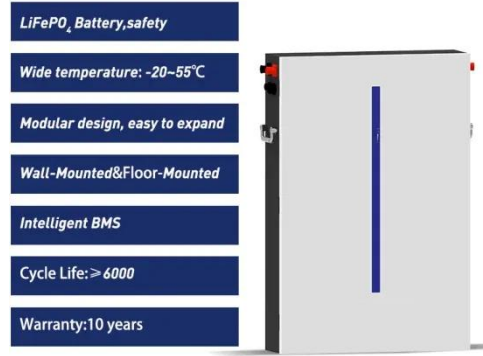 LiFePO₄ Battery,safety
Wide temperature: -20~55℃
Modular design, easy to expand
Wall-Mounted&Floor-Mounted
Intelligent BMS
Cycle Life:≥6000
Warranty:10 years